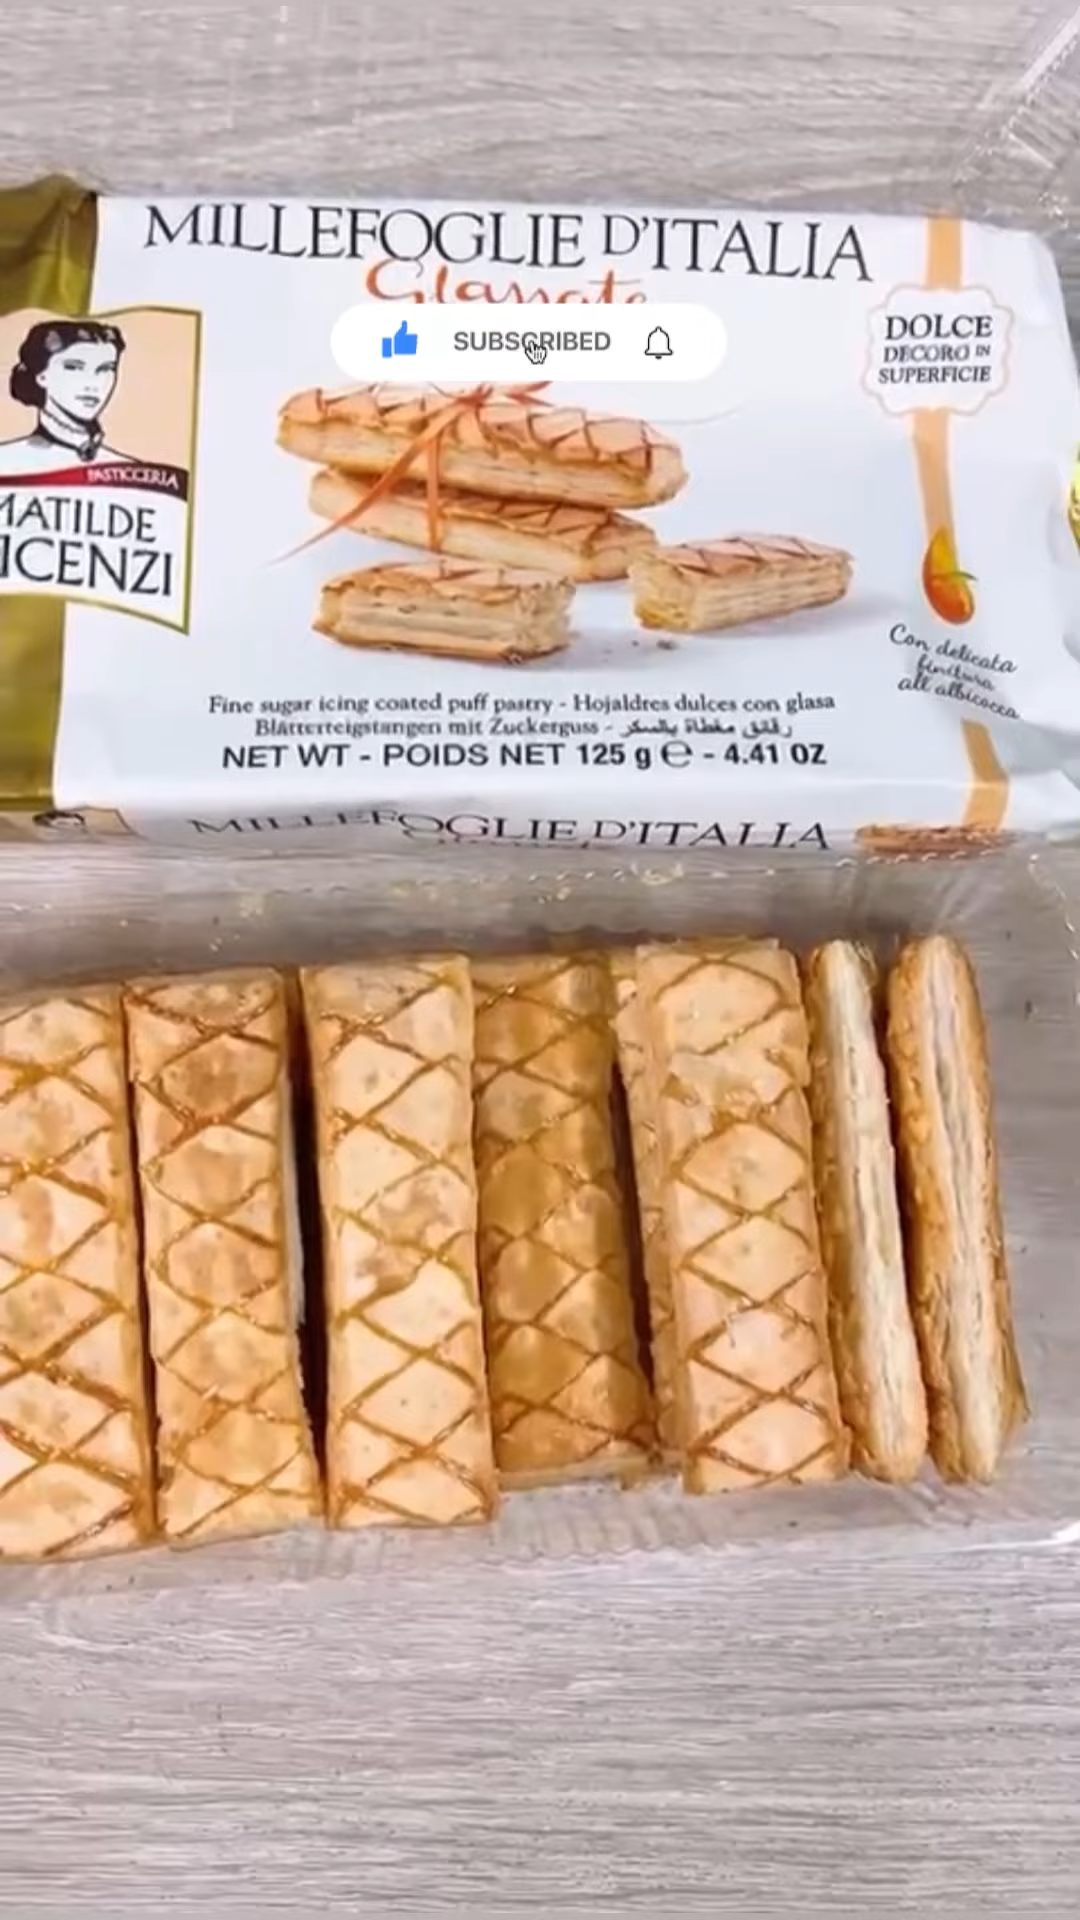 MILLEFOGLIE D'ITALIA
Glassate
SUBSCRIBED
DOLCE
DECORO IN
SUPERFICIE
PASTICCERIA
MATILDE
ICENZI
Con delicata
finitura
all'albicocca
Fine sugar icing coated puff pastry - Hojaldres dulces con glasa
Blätterteigstangen mit Zuckerguss - رقائق مغطاة بالسكر
NET WT - POIDS NET 125 g e - 4.41 OZ
MILLEFOGLIE D'ITALIA